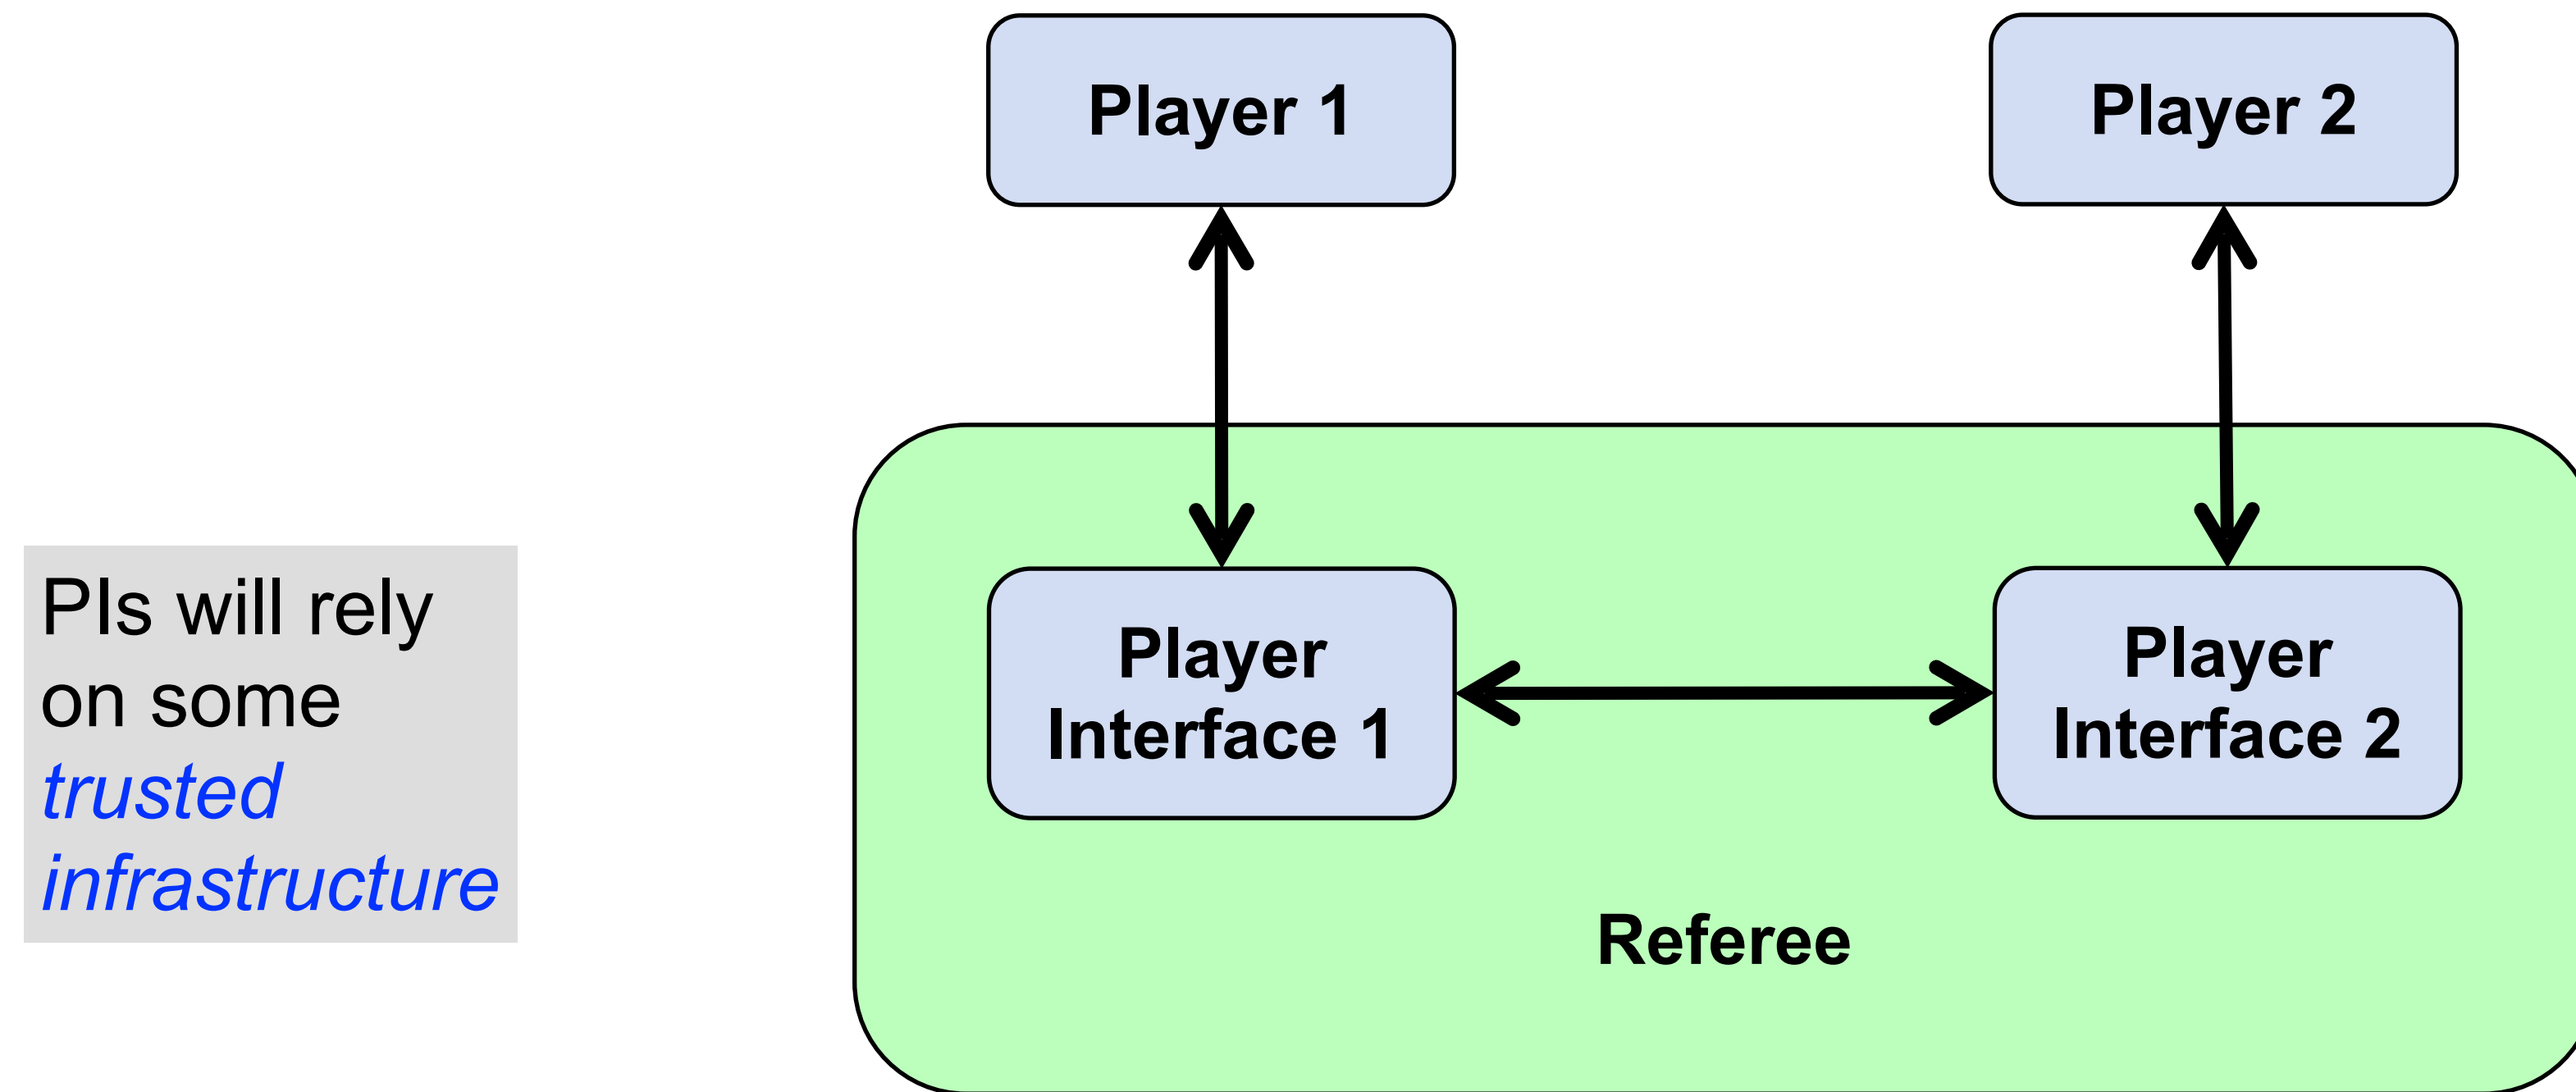 Player 1
Player 2
PIs will rely
on some
trusted
infrastructure
Player
Interface 1
Player
Interface 2
Referee